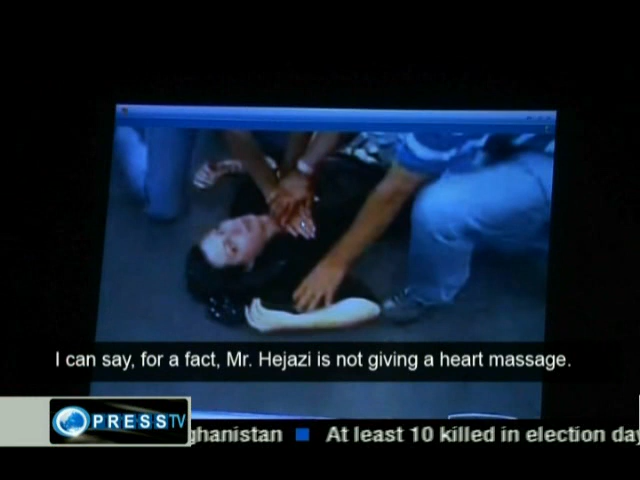 I can say, for a fact, Mr. Hejazi is not giving a heart massage.
PRESS TV
ghanistan ■ At least 10 killed in election day